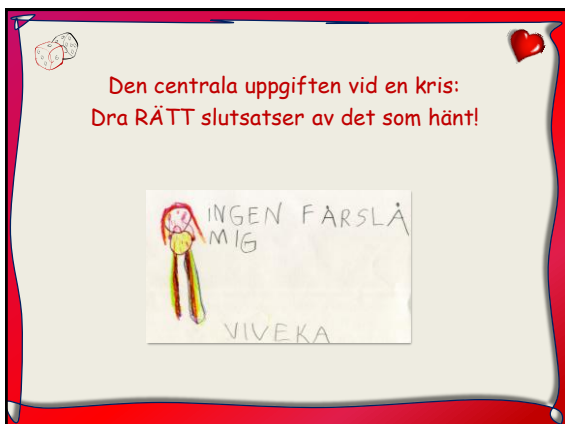 Den centrala uppgiften vid en kris:
Dra RÄTT slutsatser av det som hänt!
INGEN FÅRSLÅ
MIG
VIVEKA